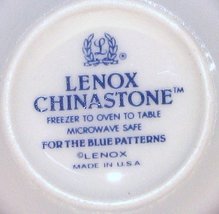 L
LENOX
CHINASTONE™
FREEZER TO OVEN TO TABLE
MICROWAVE SAFE
FOR THE BLUE PATTERNS
©LENOX
MADE IN U.S.A